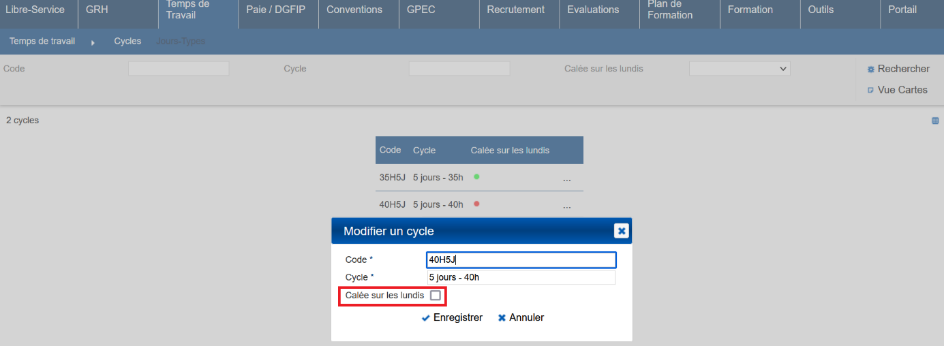 Libre-Service GRH Temps de Travail Paie / DGFIP Conventions GPEC Recrutement Evaluations Plan de Formation Formation Outils Portail
Temps de travail Cycles Jours-Types
Code Cycle Calée sur les lundis Rechercher
Vue Cartes
2 cycles
Code Cycle Calée sur les lundis
35H5J 5 jours - 35h ...
40H5J 5 jours - 40h ...
Modifier un cycle
Code * 40H5J
Cycle * 5 jours - 40h
Calée sur les lundis
Enregistrer Annuler